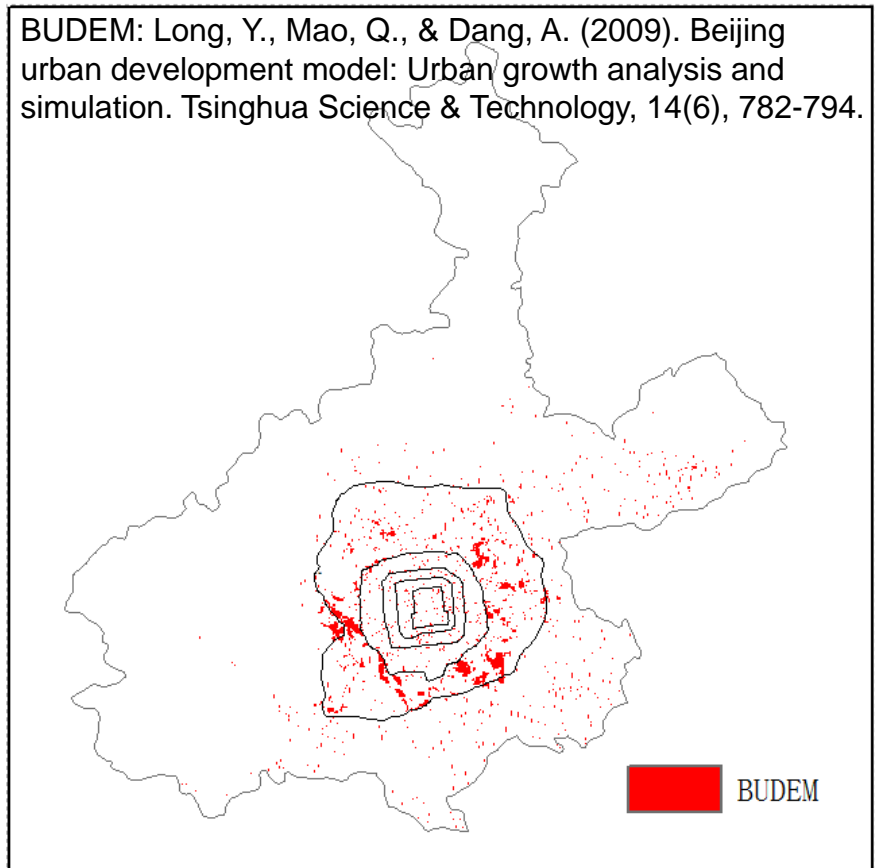 BUDEM: Long, Y., Mao, Q., & Dang, A. (2009). Beijing
urban development model: Urban growth analysis and
simulation. Tsinghua Science & Technology, 14(6), 782-794.
BUDEM